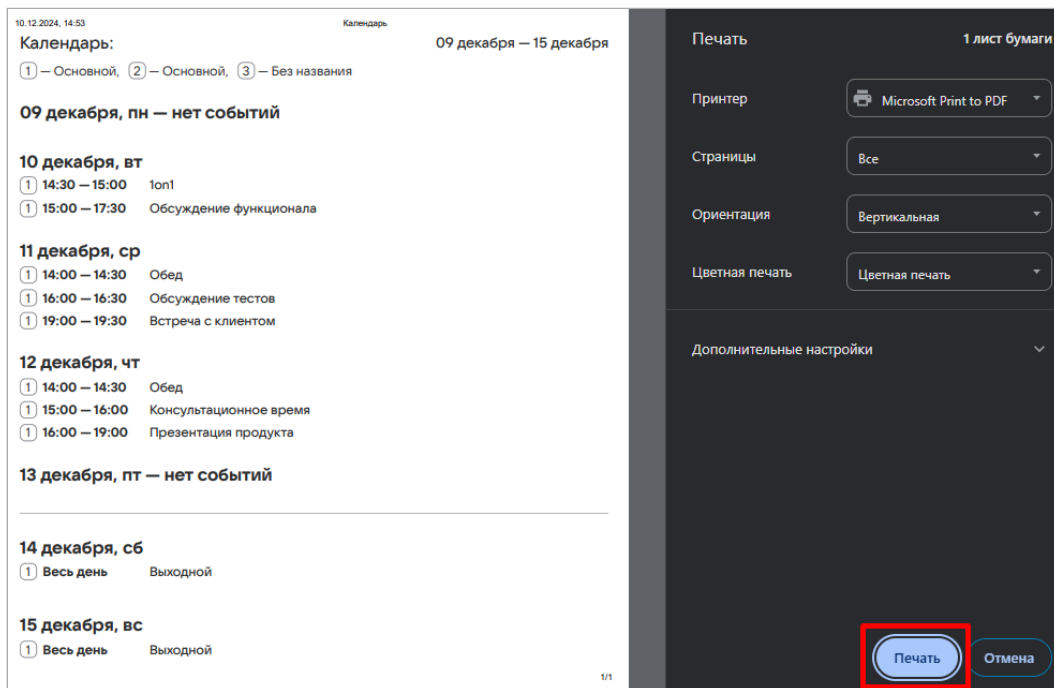 10.12.2024, 14:53 Календарь
Календарь: 09 декабря — 15 декабря
1 — Основной, 2 — Основной, 3 — Без названия
09 декабря, пн — нет событий
10 декабря, вт
1 14:30 — 15:00 1on1
1 15:00 — 17:30 Обсуждение функционала
11 декабря, ср
1 14:00 — 14:30 Обед
1 16:00 — 16:30 Обсуждение тестов
1 19:00 — 19:30 Встреча с клиентом
12 декабря, чт
1 14:00 — 14:30 Обед
1 15:00 — 16:00 Консультационное время
1 16:00 — 19:00 Презентация продукта
13 декабря, пт — нет событий
14 декабря, сб
1 Весь день Выходной
15 декабря, вс
1 Весь день Выходной
1/1
Печать 1 лист бумаги
Принтер Microsoft Print to PDF
Страницы Все
Ориентация Вертикальная
Цветная печать Цветная печать
Дополнительные настройки
Печать Отмена